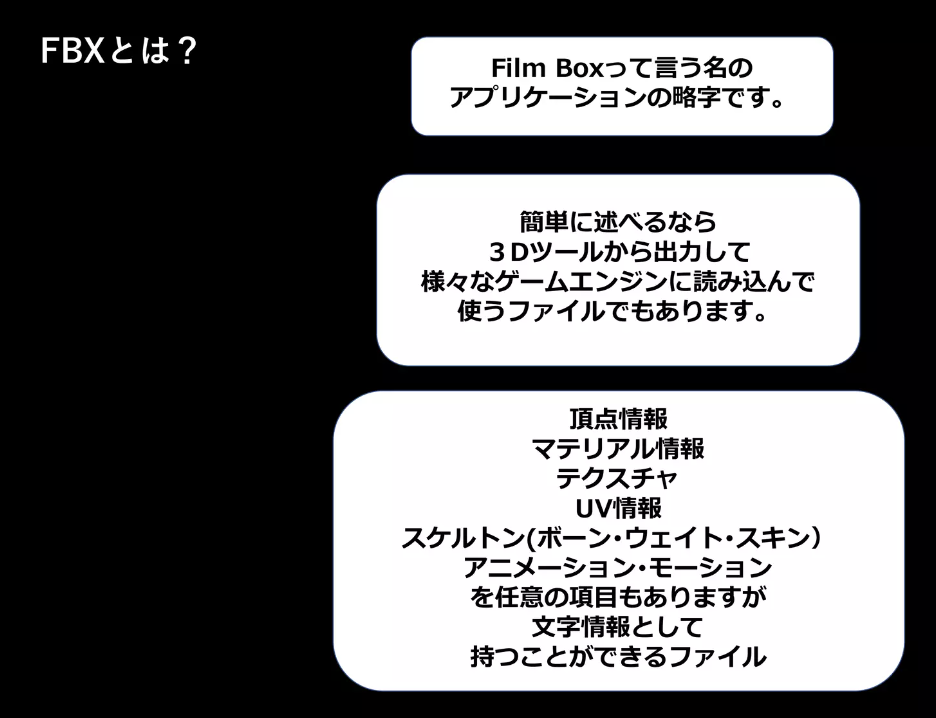 FBXとは？
Film Boxって言う名の
アプリケーションの略字です。
簡単に述べるなら
３Dツールから出力して
様々なゲームエンジンに読み込んで
使うファイルでもあります。
頂点情報
マテリアル情報
テクスチャ
UV情報
スケルトン(ボーン・ウェイト・スキン）
アニメーション・モーション
を任意の項目もありますが
文字情報として
持つことができるファイル